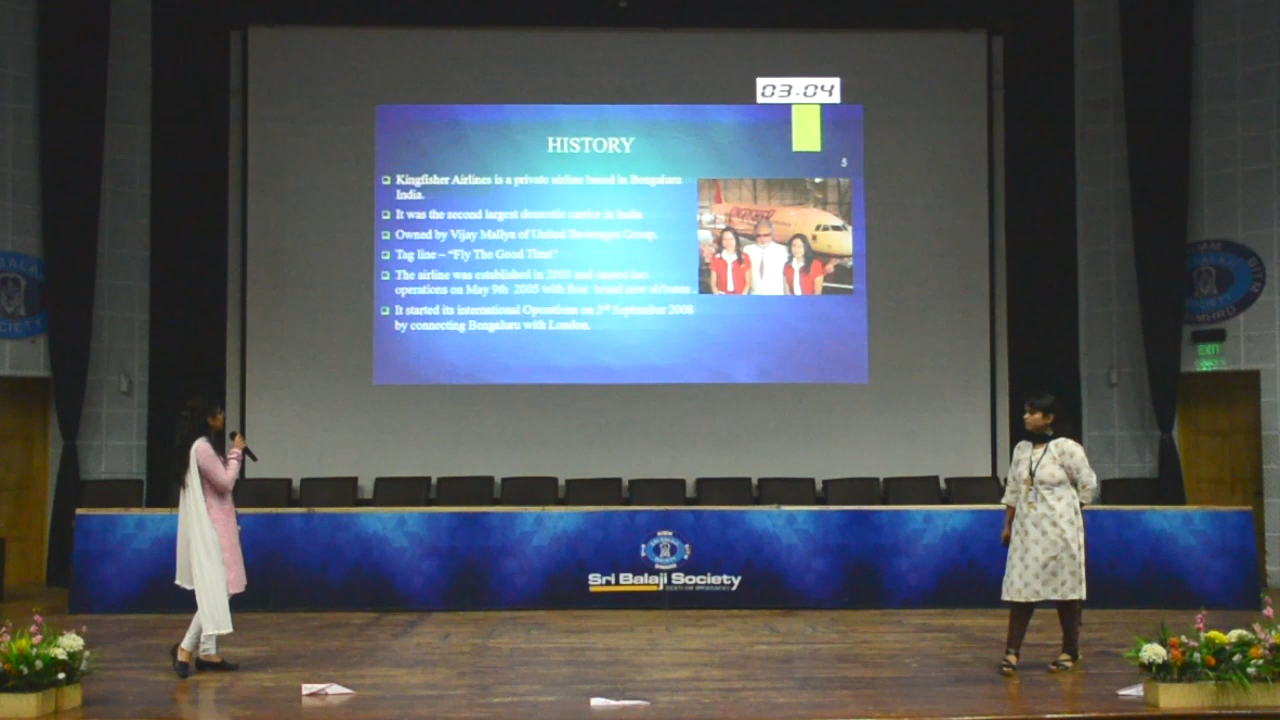 03-04
HISTORY
5
Kingfisher Airlines is a private airline based in Bengaluru
India.
It was the second largest domestic carrier in India
Owned by Vijay Mallya of United Beverages Group.
Tag line – “Fly The Good Time”
The airline was established in 2003 and started its
operations on May 9th 2005 with four brand new airbuses
It started its international Operations on 3rd September 2008
by connecting Bengaluru with London.
EXIT
Sri Balaji Society